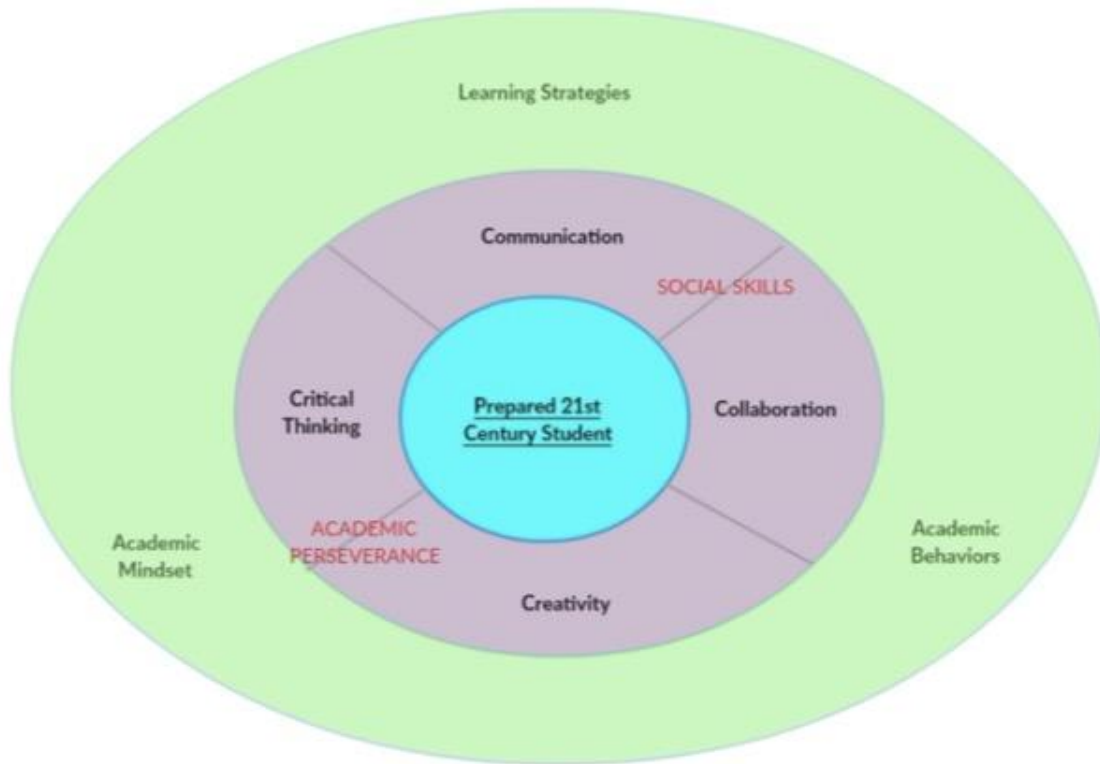 Learning Strategies
Communication
SOCIAL SKILLS
Critical
Thinking
Prepared 21st
Century Student
Collaboration
ACADEMIC
PERSEVERANCE
Academic
Mindset
Academic
Behaviors
Creativity